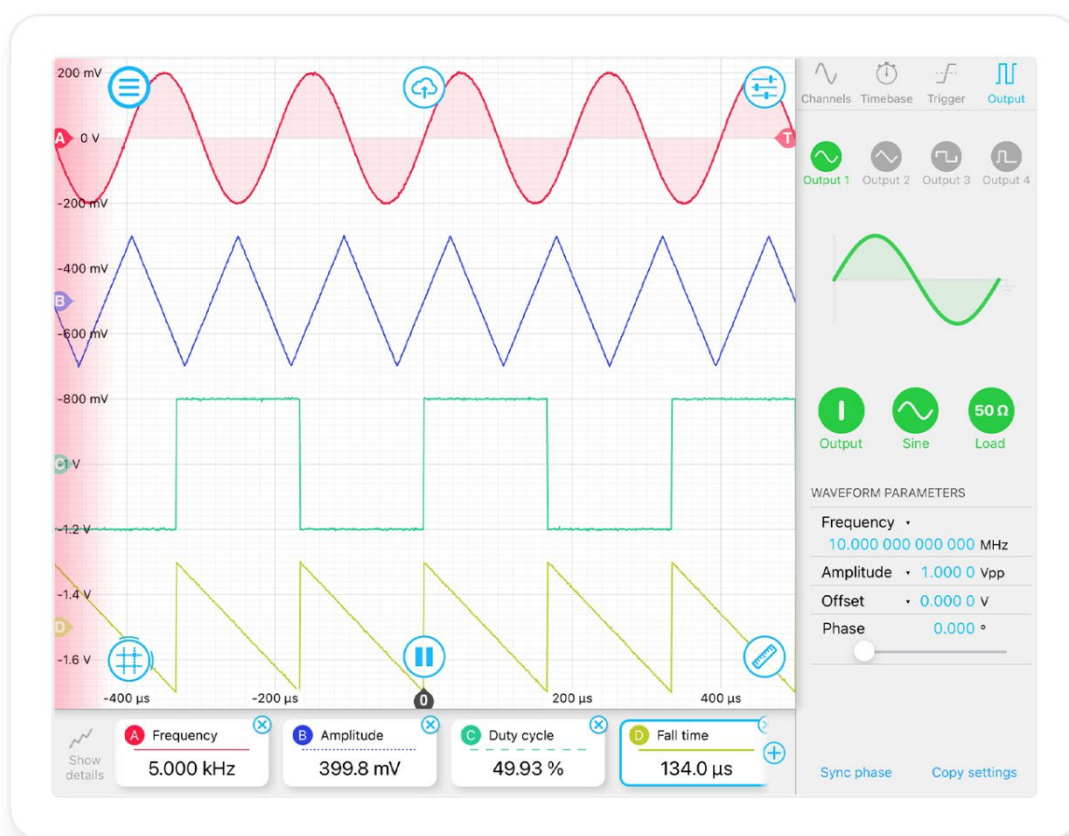 200 mV
A
0 V
T
-200 mV
-400 mV
B
-600 mV
-800 mV
C
-1 V
-1.2 V
-1.4 V
D
-1.6 V
-400 µs
-200 µs
0
200 µs
400 µs
Channels
Timebase
Trigger
Output
Output 1
Output 2
Output 3
Output 4
50 Ω
Output
Sine
Load
WAVEFORM PARAMETERS
Frequency
10.000 000 000 000 MHz
Amplitude
1.000 0 Vpp
Offset
0.000 0 V
Phase
0.000 °
Sync phase
Copy settings
Show
details
A Frequency
5.000 kHz
B Amplitude
399.8 mV
C Duty cycle
49.93 %
D Fall time
134.0 µs